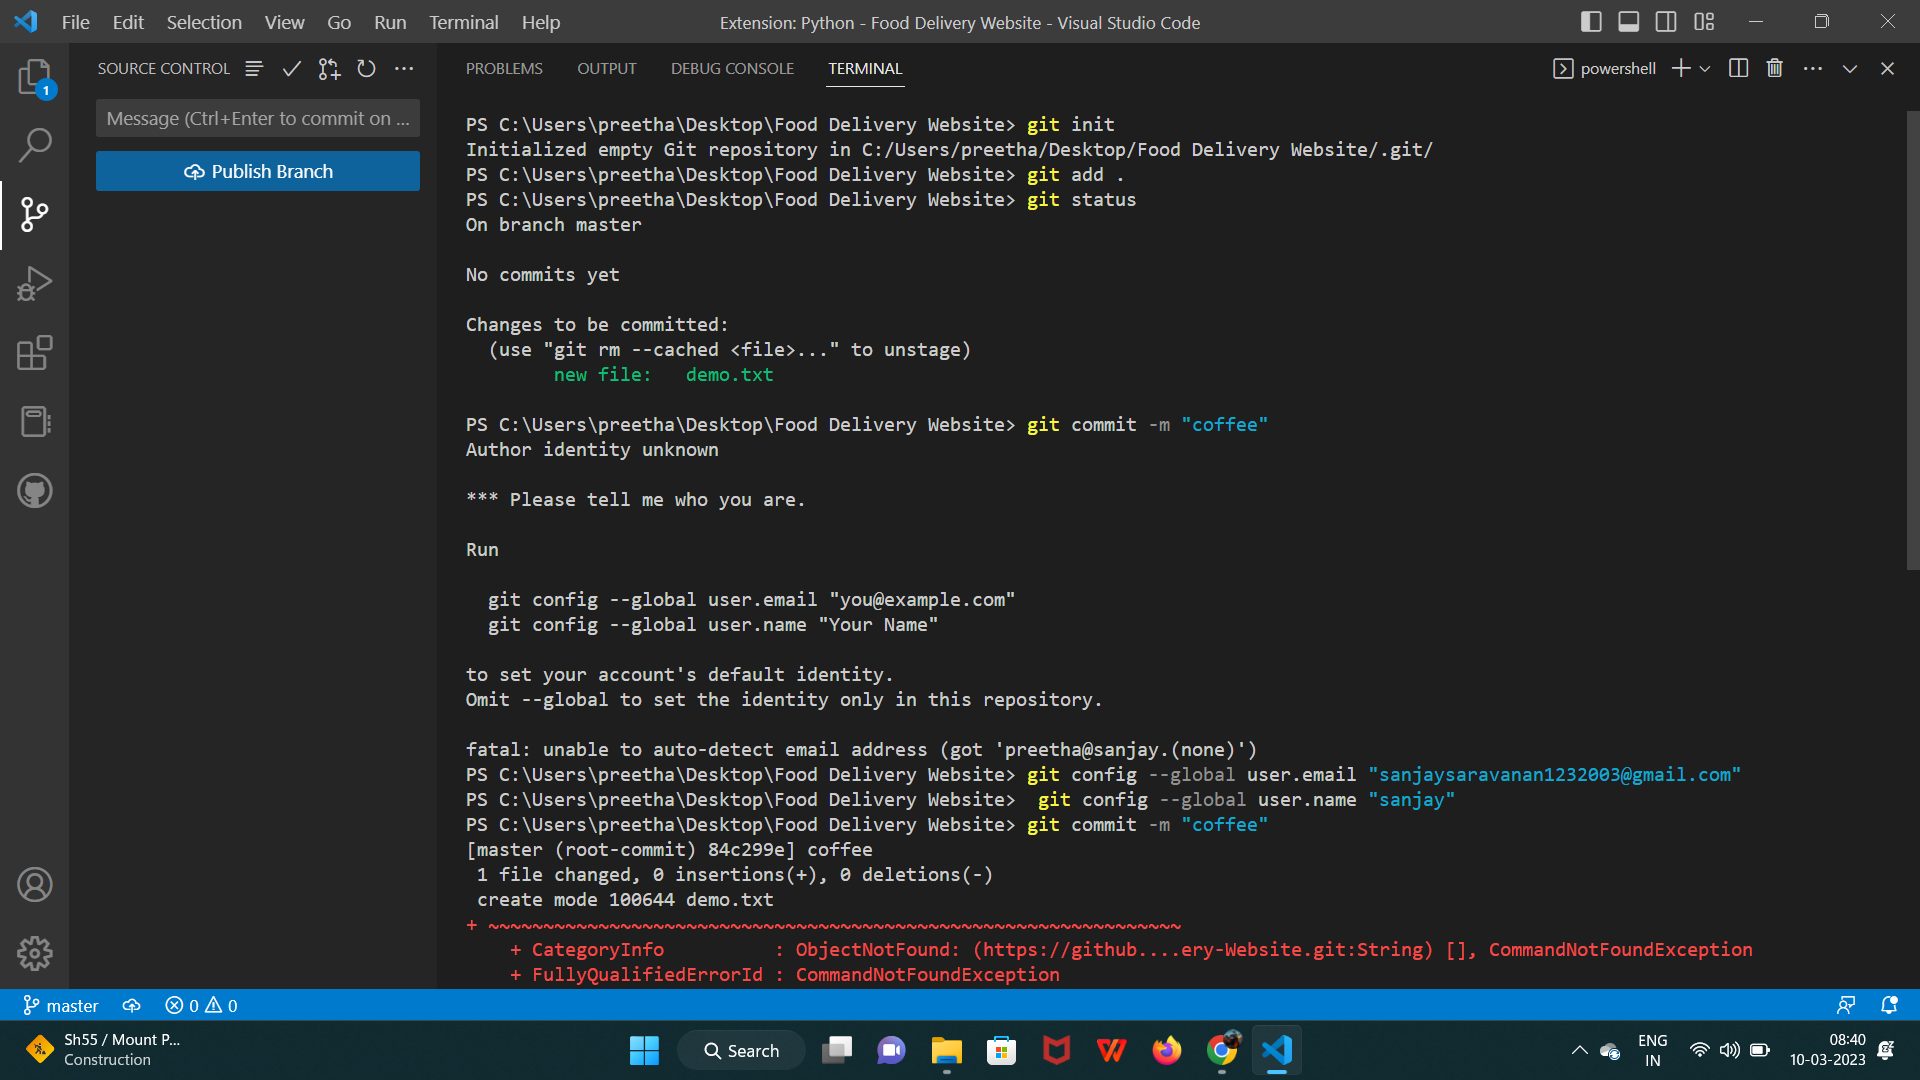 File Edit Selection View Go Run Terminal Help
Extension: Python - Food Delivery Website - Visual Studio Code
SOURCE CONTROL
PROBLEMS OUTPUT DEBUG CONSOLE TERMINAL
powershell
1
Message (Ctrl+Enter to commit on ...
Publish Branch
PS C:\Users\preetha\Desktop\Food Delivery Website> git init
Initialized empty Git repository in C:/Users/preetha/Desktop/Food Delivery Website/.git/
PS C:\Users\preetha\Desktop\Food Delivery Website> git add .
PS C:\Users\preetha\Desktop\Food Delivery Website> git status
On branch master
No commits yet
Changes to be committed:
  (use "git rm --cached <file>..." to unstage)
        new file:   demo.txt
PS C:\Users\preetha\Desktop\Food Delivery Website> git commit -m "coffee"
Author identity unknown
*** Please tell me who you are.
Run
  git config --global user.email "you@example.com"
  git config --global user.name "Your Name"
to set your account's default identity.
Omit --global to set the identity only in this repository.
fatal: unable to auto-detect email address (got 'preetha@sanjay.(none)')
PS C:\Users\preetha\Desktop\Food Delivery Website> git config --global user.email "sanjaysaravanan1232003@gmail.com"
PS C:\Users\preetha\Desktop\Food Delivery Website>  git config --global user.name "sanjay"
PS C:\Users\preetha\Desktop\Food Delivery Website> git commit -m "coffee"
[master (root-commit) 84c299e] coffee
 1 file changed, 0 insertions(+), 0 deletions(-)
 create mode 100644 demo.txt
+ ~~~~~~~~~~~~~~~~~~~~~~~~~~~~~~~~~~~~~~~~~~~~~~~~~~~~~~~~~~~~~~~
    + CategoryInfo          : ObjectNotFound: (https://github....ery-Website.git:String) [], CommandNotFoundException
    + FullyQualifiedErrorId : CommandNotFoundException
master 0 0
Sh55 / Mount P...
Construction
Search
ENG
IN
08:40
10-03-2023